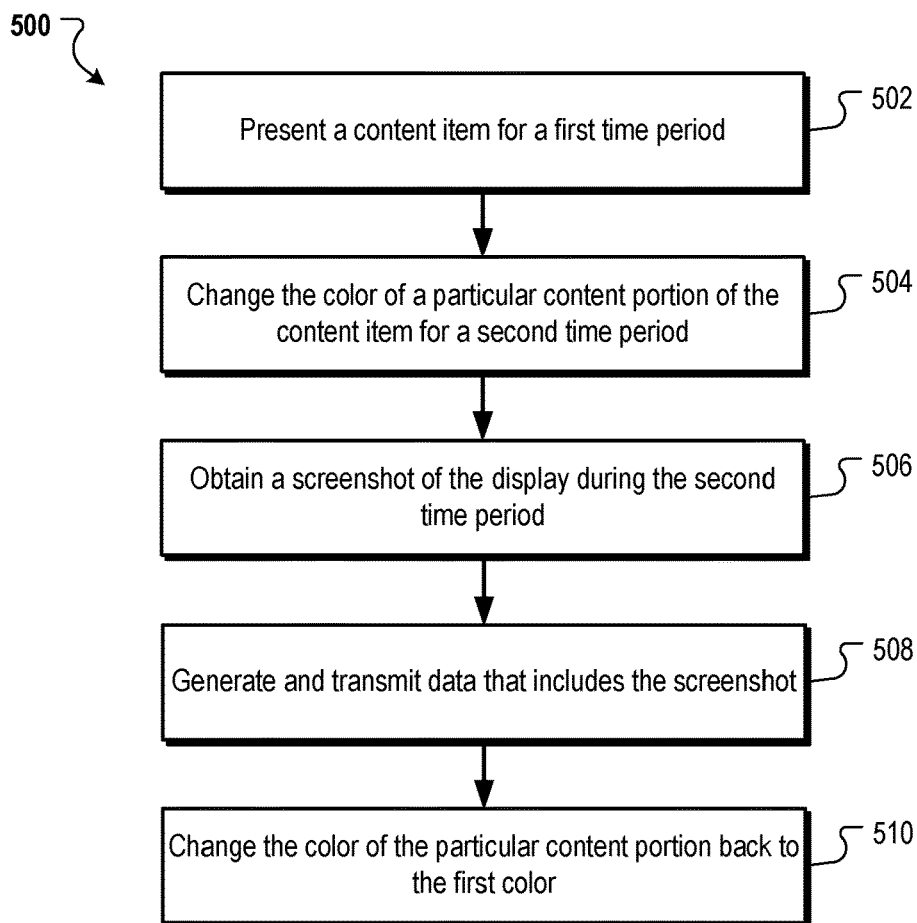 500
502
Present a content item for a first time period
504
Change the color of a particular content portion of the
content item for a second time period
506
Obtain a screenshot of the display during the second
time period
508
Generate and transmit data that includes the screenshot
510
Change the color of the particular content portion back to
the first color